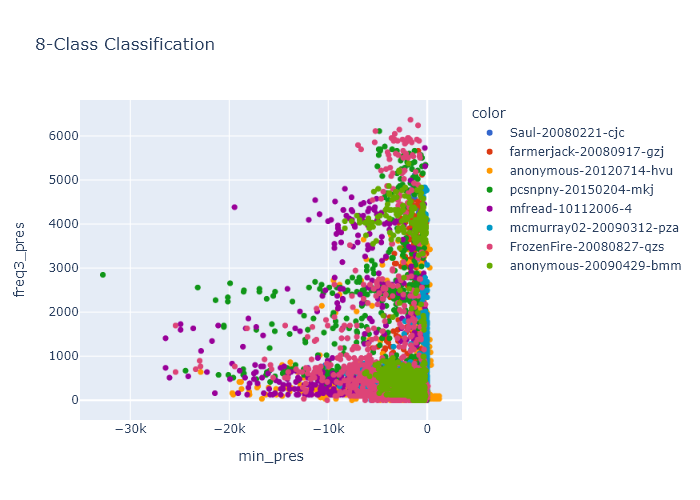 8-Class Classification
color
Saul-20080221-cjc
farmerjack-20080917-gzj
anonymous-20120714-hvu
pcsnpny-20150204-mkj
mfread-10112006-4
mcmurray02-20090312-pza
FrozenFire-20080827-qzs
anonymous-20090429-bmm
freq3_pres
6000
5000
4000
3000
2000
1000
0
−30k
−20k
−10k
0
min_pres